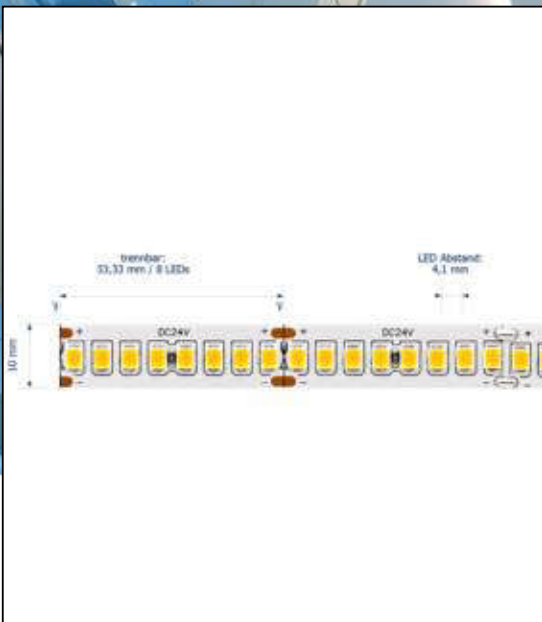 trennbar:
33,33 mm / 8 LEDs
LED Abstand:
4,1 mm
10 mm
DC24V
DC24V